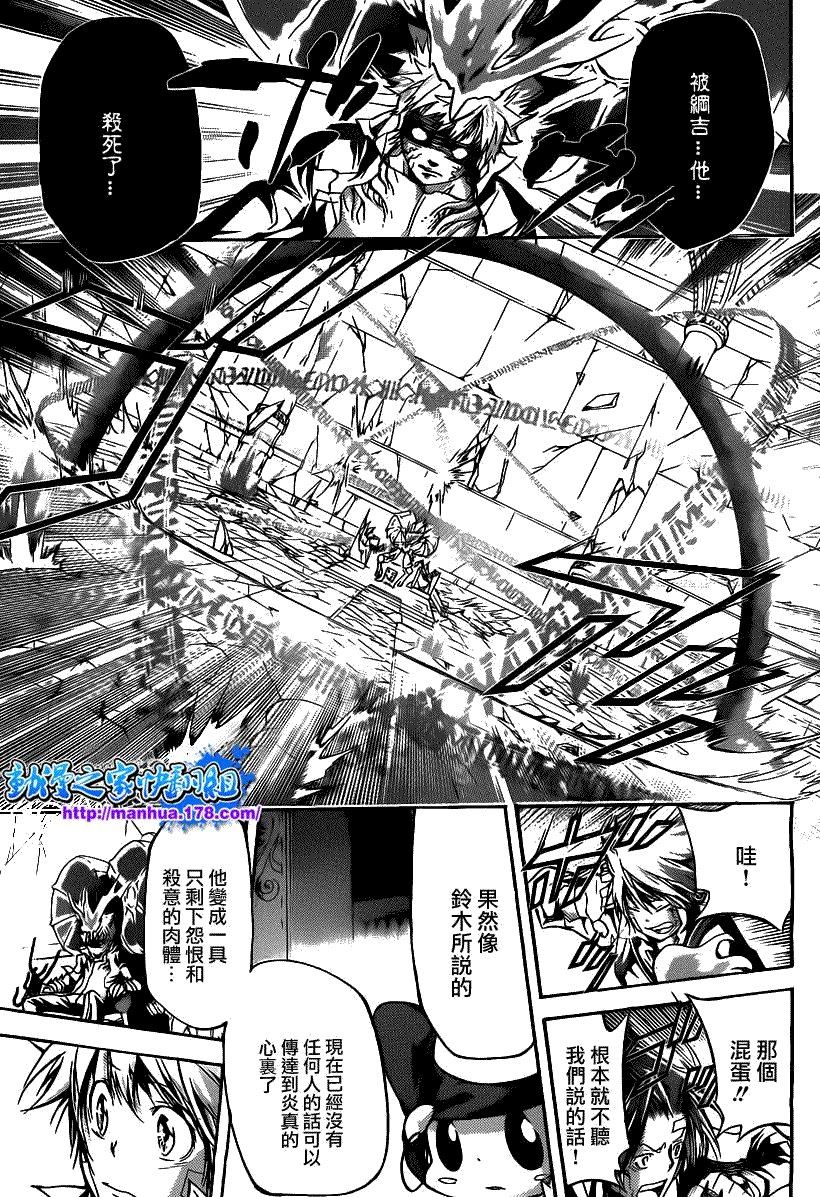 被綱吉…他…
殺死了…
哇!
那個
混蛋!!
根本就不聽
我們說的話!
果然像
鈴木所說的
現在已經沒有
任何人的話可以
傳達到炎真的
心裏了
他變成一具
只剩下怨恨和
殺意的肉體…
動漫之家
http://manhua.178.com/